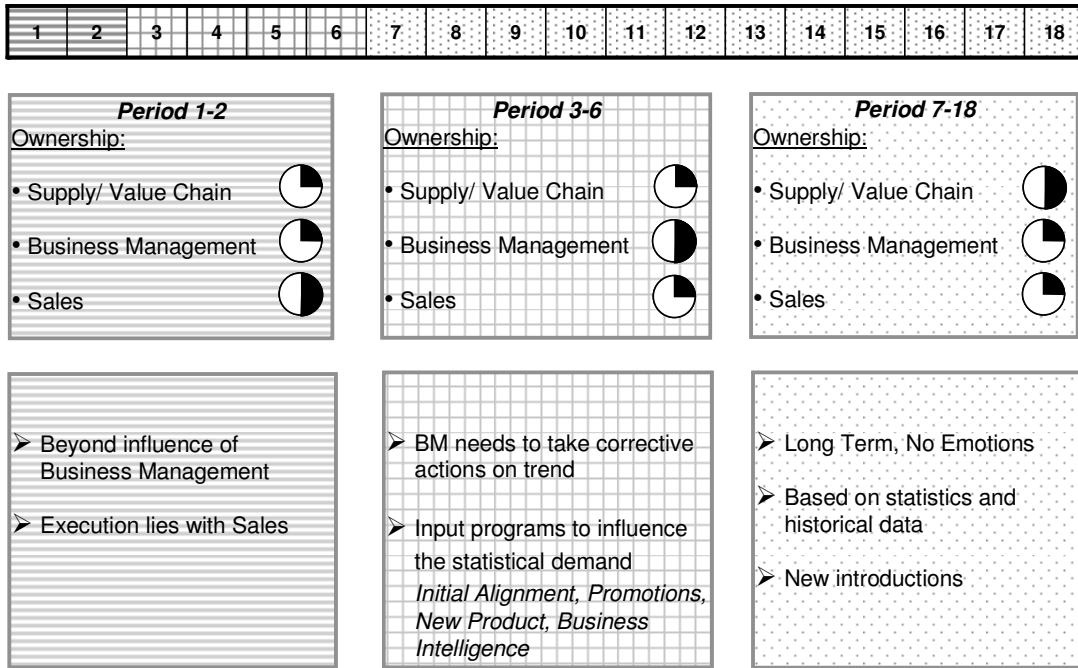 1 2 3 4 5 6 7 8 9 10 11 12 13 14 15 16 17 18
Period 1-2
Ownership:
• Supply/ Value Chain
• Business Management
• Sales
Period 3-6
Ownership:
• Supply/ Value Chain
• Business Management
• Sales
Period 7-18
Ownership:
• Supply/ Value Chain
• Business Management
• Sales
➢ Beyond influence of
Business Management
➢ Execution lies with Sales
➢ BM needs to take corrective
actions on trend
➢ Input programs to influence
the statistical demand
Initial Alignment, Promotions,
New Product, Business
Intelligence
➢ Long Term, No Emotions
➢ Based on statistics and
historical data
➢ New introductions